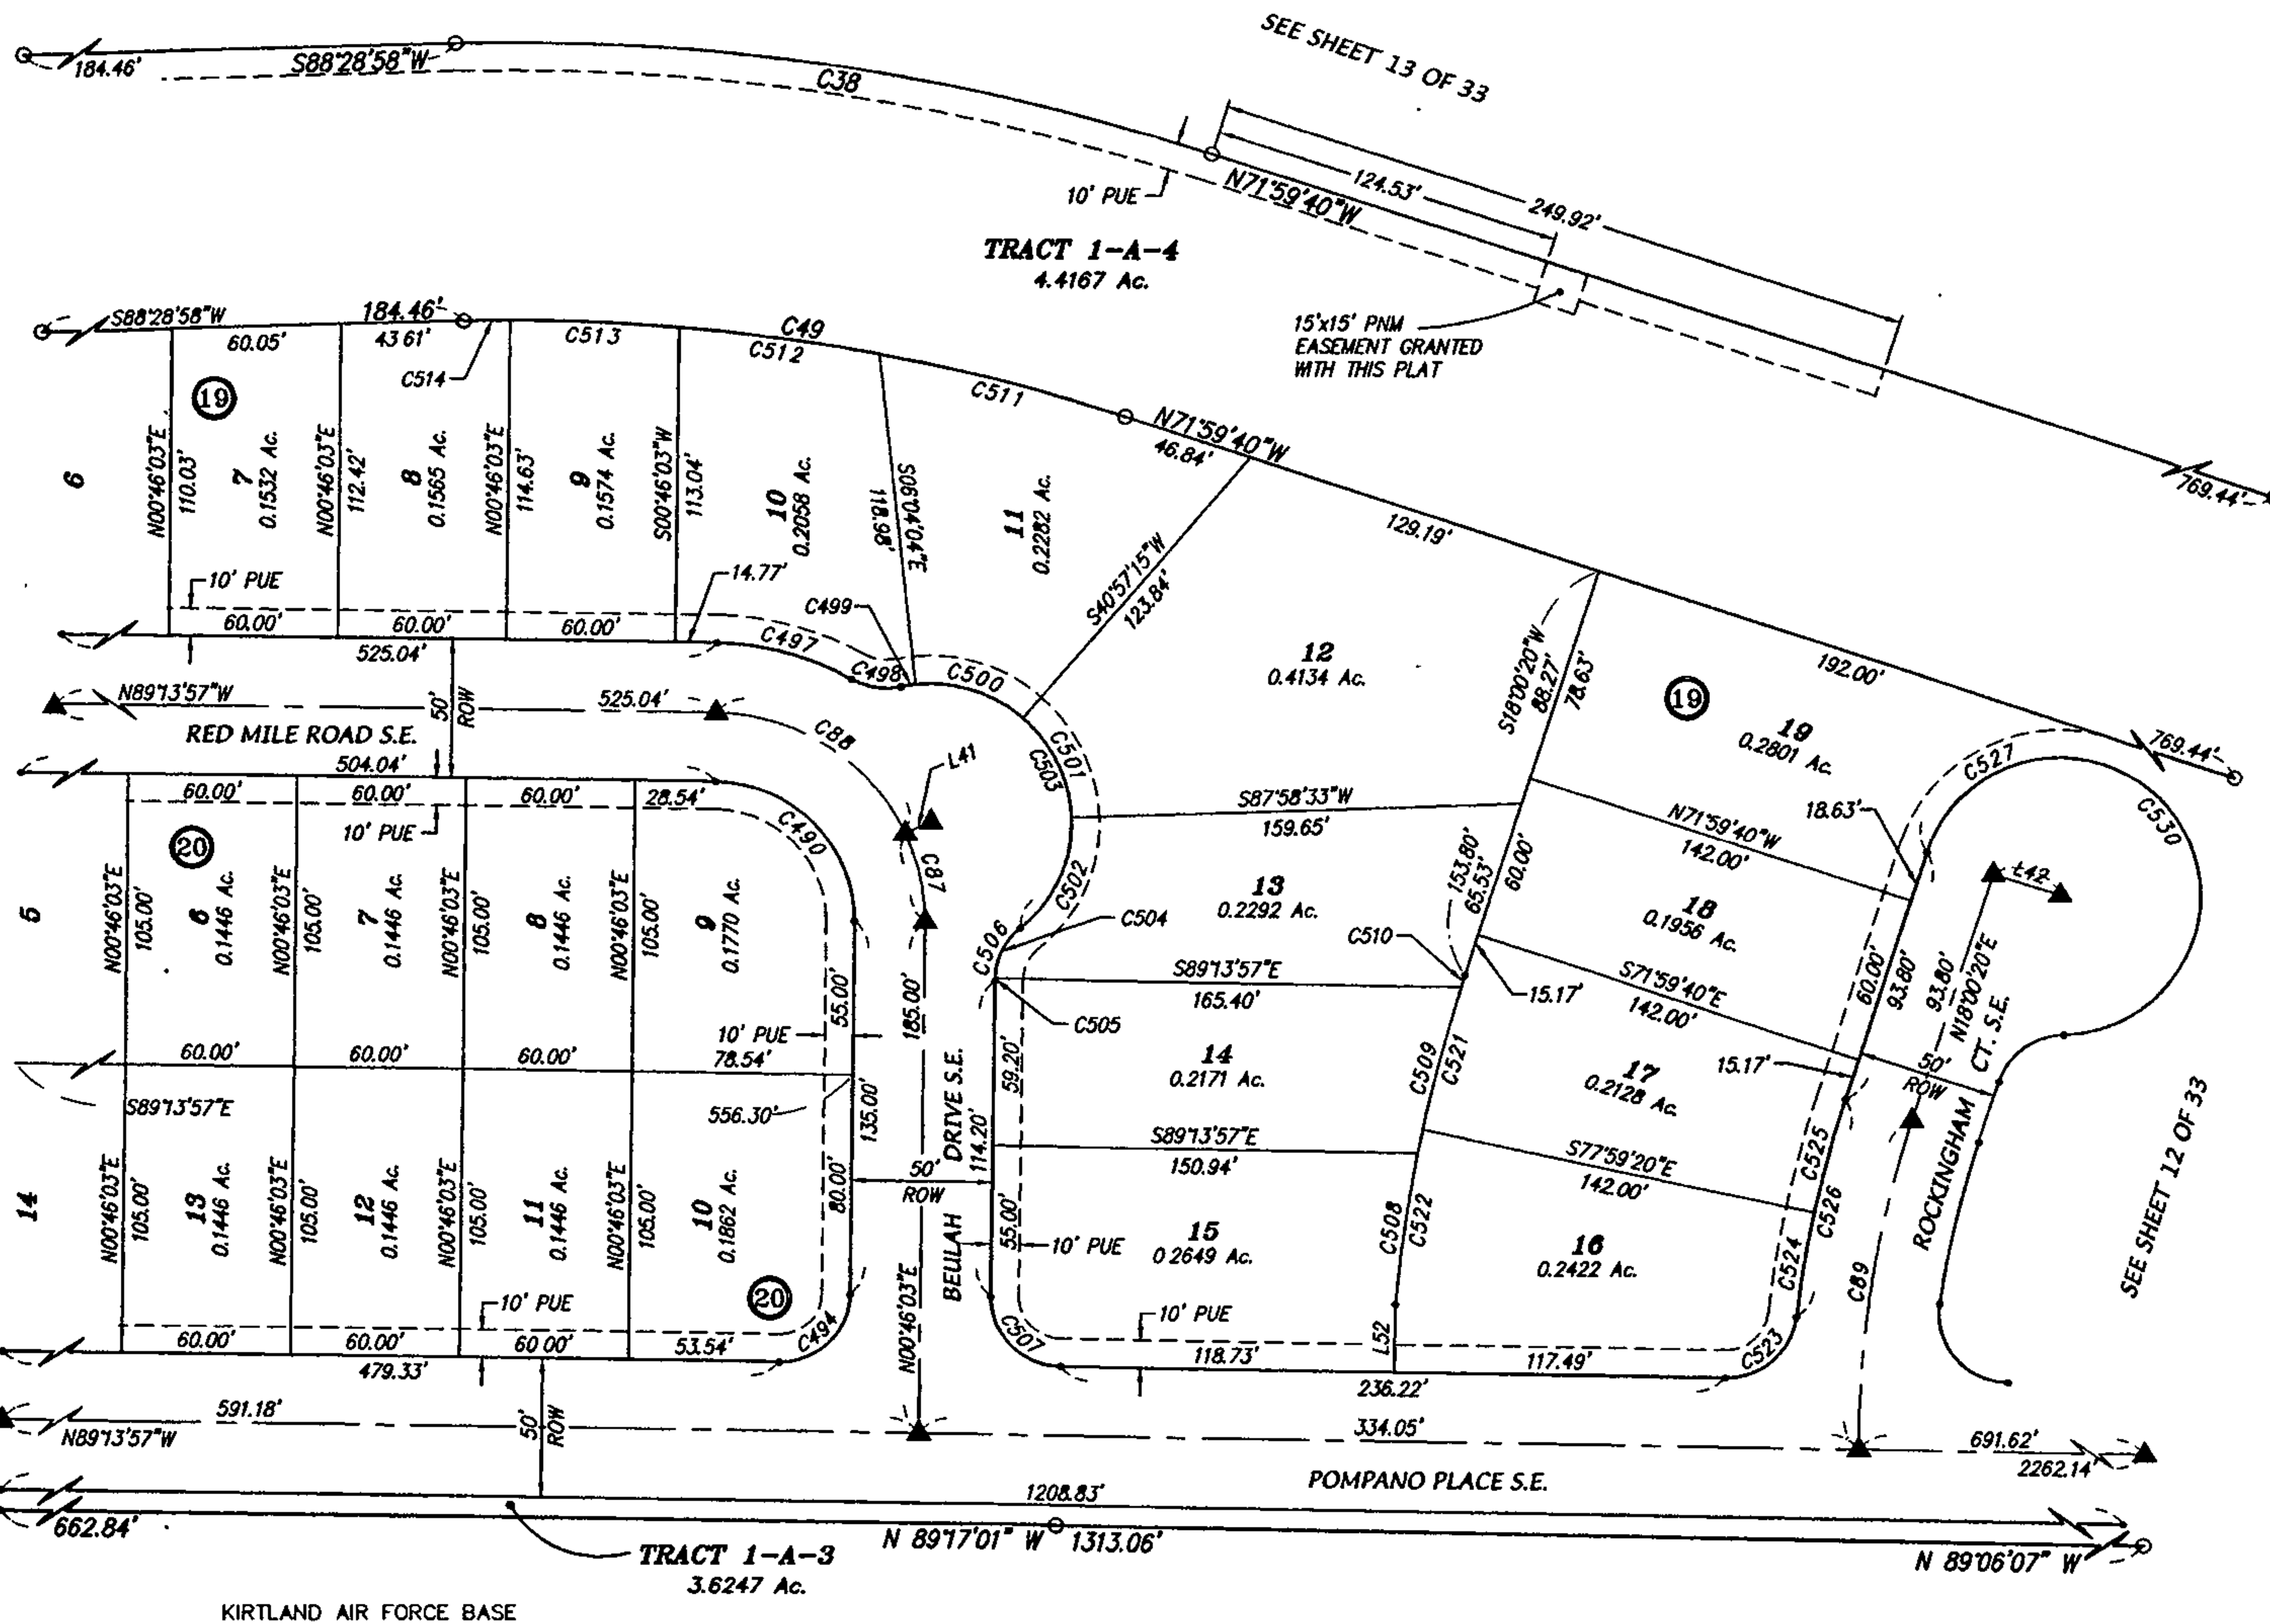 SEE SHEET 13 OF 33
184.46'
S88°28'58"W
C38
10' PUE
N71°59'40"W
124.53'
249.92'
TRACT 1-A-4
4.4167 Ac.
15'x15' PNM
EASEMENT GRANTED
WITH THIS PLAT
769.44'
S88°28'58"W
184.46'
60.05'
43.61'
C514
C513
C49
C512
C511
N71°59'40"W
46.84'
129.19'
192.00'
769.44'
19
6
N00°46'03"E
110.03'
7
0.1532 Ac.
N00°46'03"E
112.42'
8
0.1565 Ac.
N00°46'03"E
114.63'
9
0.1574 Ac.
S00°46'03"W
113.04'
10
0.2058 Ac.
S06°04'04"E
118.98'
11
0.2282 Ac.
S40°57'15"W
123.84'
12
0.4134 Ac.
S18°00'20"W
88.27'
78.63'
19
19
0.2801 Ac.
10' PUE
60.00'
60.00'
60.00'
14.77'
525.04'
C497
C498
C499
C500
C501
C503
C502
N89°13'57"W
525.04'
50'
ROW
C88
L41
C87
RED MILE ROAD S.E.
504.04'
60.00'
60.00'
60.00'
28.54'
10' PUE
C490
20
5
N00°46'03"E
105.00'
6
0.1446 Ac.
N00°46'03"E
105.00'
7
0.1446 Ac.
N00°46'03"E
105.00'
8
0.1446 Ac.
N00°46'03"E
105.00'
9
0.1770 Ac.
55.00'
10' PUE
185.00'
S87°58'33"W
159.65'
13
0.2292 Ac.
153.80'
65.53'
60.00'
N71°59'40"W
142.00'
18.63'
C527
C530
L42
18
0.1956 Ac.
C504
C506
C505
C510
S89°13'57"E
165.40'
15.17'
S71°59'40"E
142.00'
60.00'
93.80'
93.80'
N18°00'20"E
50'
ROW
15.17'
ROCKINGHAM CT. S.E.
SEE SHEET 12 OF 33
60.00'
60.00'
60.00'
78.54'
S89°13'57"E
556.30'
135.00'
80.00'
50'
ROW
BEULAH DRIVE S.E.
N00°46'03"E
59.20'
114.20'
55.00'
14
0.2171 Ac.
C509
C521
17
0.2128 Ac.
S89°13'57"E
150.94'
S77°59'20"E
142.00'
C525
C526
C524
C89
14
N00°46'03"E
105.00'
13
0.1446 Ac.
N00°46'03"E
105.00'
12
0.1446 Ac.
N00°46'03"E
105.00'
11
0.1446 Ac.
N00°46'03"E
105.00'
10
0.1862 Ac.
20
10' PUE
15
0.2649 Ac.
C508
C522
16
0.2422 Ac.
10' PUE
60.00'
60.00'
60.00'
53.54'
C494
479.33'
C507
10' PUE
118.73'
L52
117.49'
C523
236.22'
591.18'
N89°13'57"W
50'
ROW
334.05'
691.62'
2262.14'
POMPANO PLACE S.E.
1208.83'
662.84'
N 89°17'01" W
1313.06'
N 89°06'07" W
TRACT 1-A-3
3.6247 Ac.
KIRTLAND AIR FORCE BASE